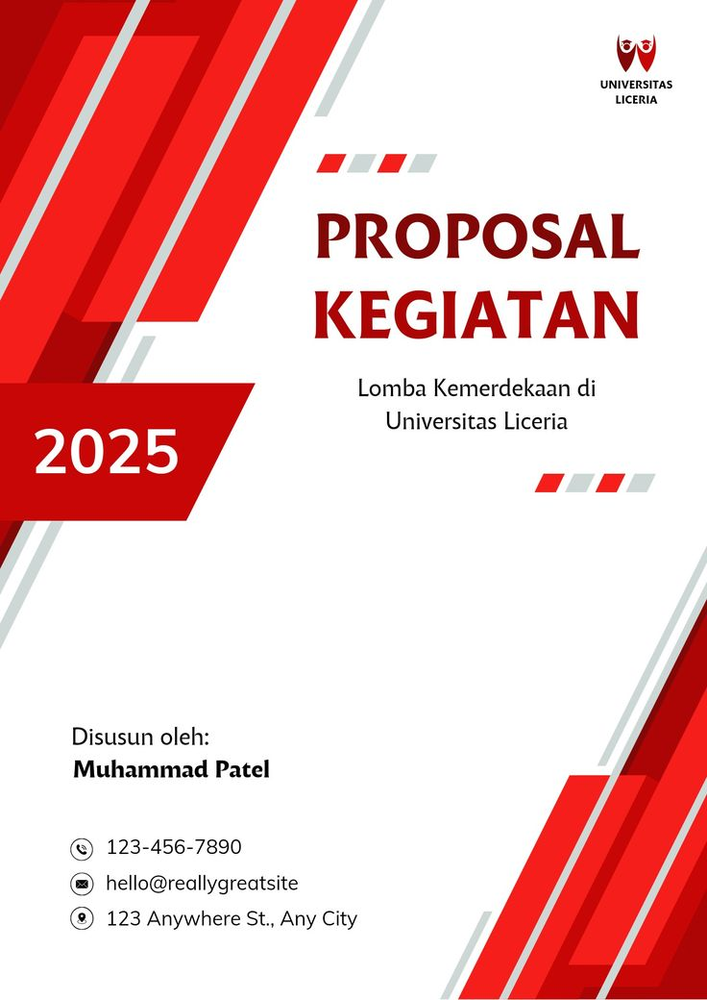 UNIVERSITAS
LICERIA
PROPOSAL
KEGIATAN
Lomba Kemerdekaan di
Universitas Liceria
2025
Disusun oleh:
Muhammad Patel
123-456-7890
hello@reallygreatsite
123 Anywhere St., Any City